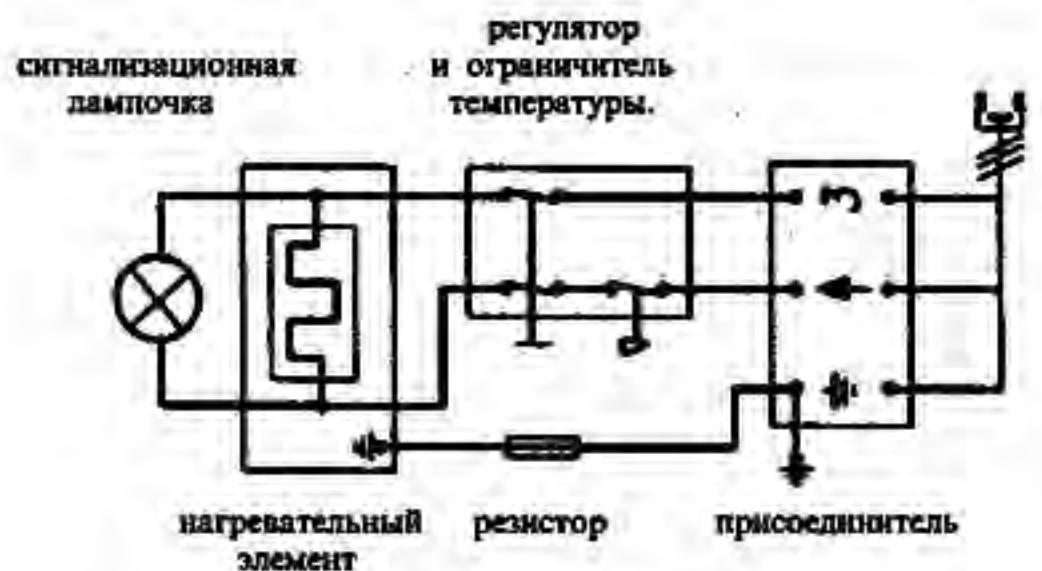 сигнализационная
лампочка
регулятор
и ограничитель
температуры.
нагревательный
элемент
резистор
присоединитель